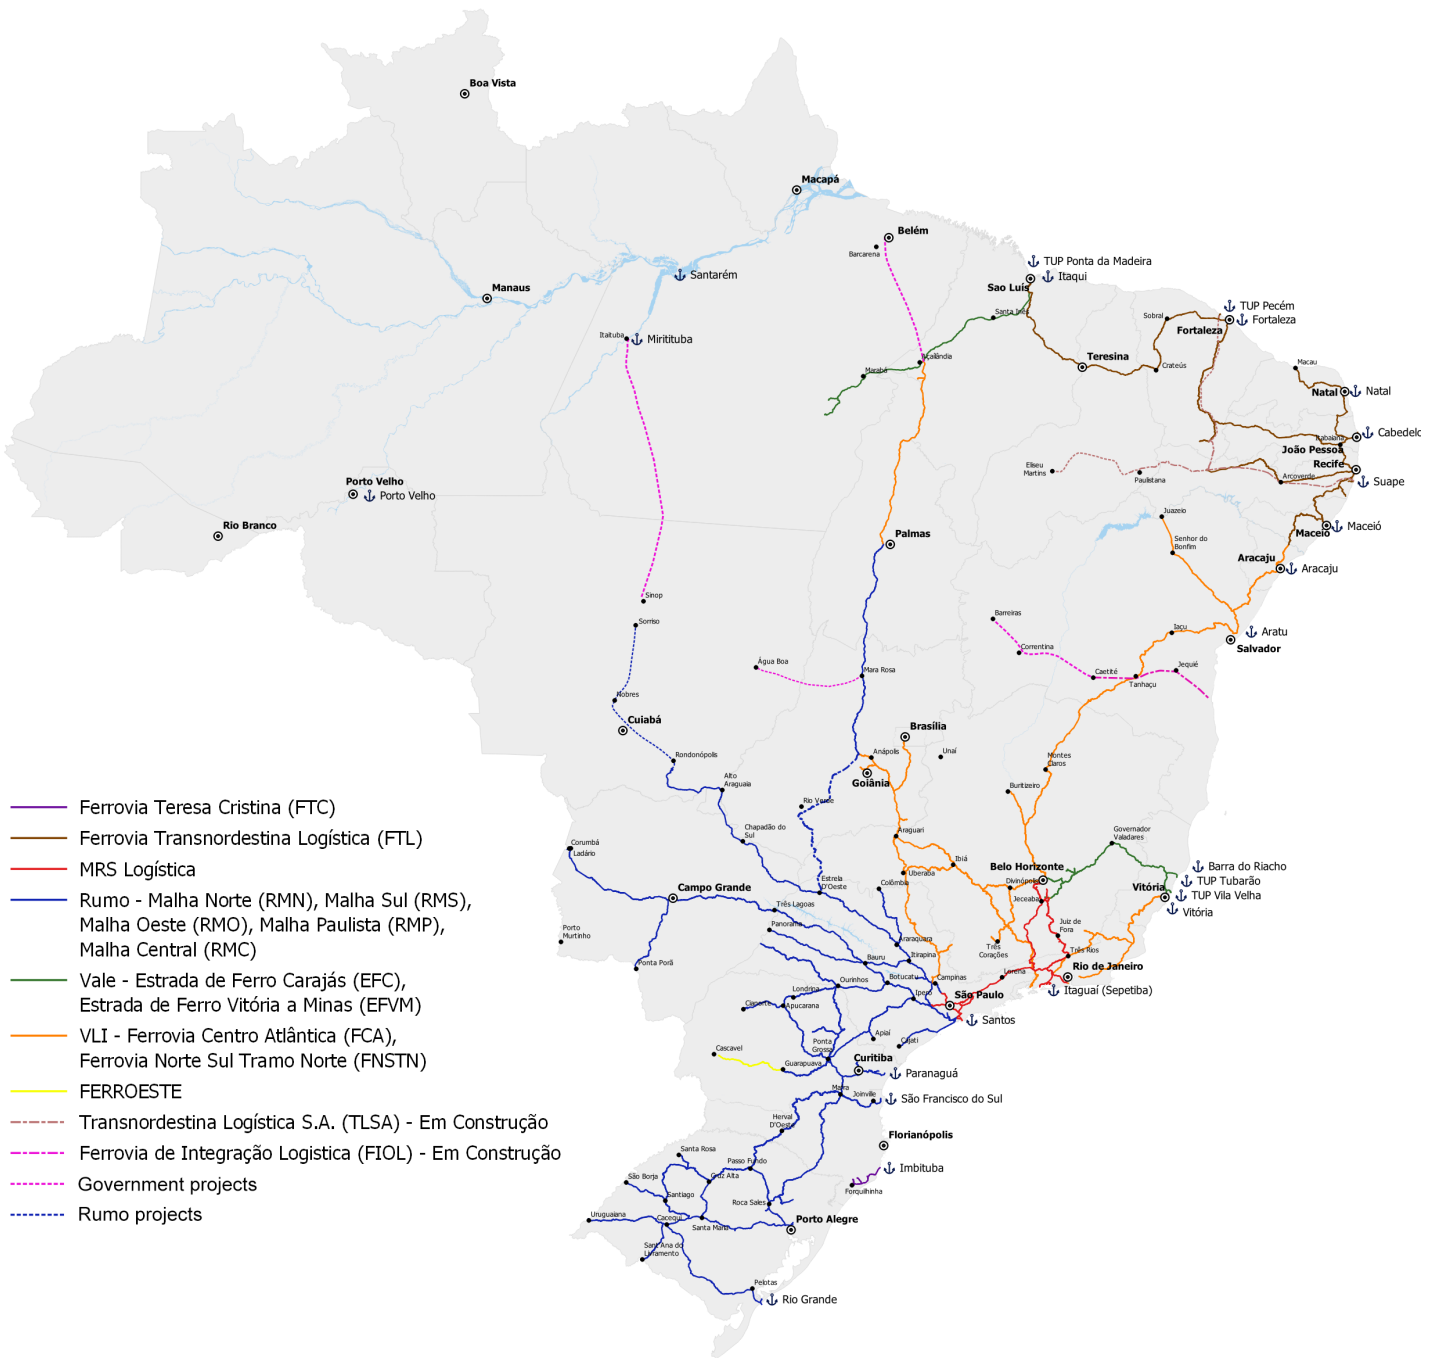 Boa Vista
Macapá
Belém
Barcarena
TUP Ponta da Madeira
Itaqui
Sao Luis
Santarém
Manaus
Santa Inês
TUP Pecém
Fortaleza
Sobral
Fortaleza
Itaituba
Miritituba
Açailândia
Teresina
Crateús
Macau
Marabá
Natal
Natal
Cabedelo
Itabaiana
João Pessoa
Recife
Eliseu
Martins
Paulistana
Arcoverde
Suape
Porto Velho
Porto Velho
Rio Branco
Juazeio
Maceió
Maceió
Palmas
Senhor do
Bonfim
Aracaju
Aracaju
Sinop
Sorriso
Barreiras
Iaçu
Aratu
Salvador
Correntina
Água Boa
Mara Rosa
Caetité
Jequié
Tanhaçu
Nobres
Cuiabá
Brasília
Anápolis
Unaí
Rondonópolis
Montes
Claros
Goiânia
Alto
Araguaia
Buritizeiro
Rio Verde
Chapadão do
Sul
Araguari
Governador
Valadares
Corumbá
Ladário
Ibiá
Uberaba
Belo Horizonte
Barra do Riacho
TUP Tubarão
TUP Vila Velha
Vitória
Vitória
Campo Grande
Estrela
D'Oeste
Colômbia
Divinópolis
Jeceaba
Três Lagoas
Panorama
Juiz de
Fora
Porto
Murtinho
Araraquara
Itirapina
Três
Corações
Três Rios
Ponta Porã
Bauru
Rio de Janeiro
Lorena
Ourinhos
Botucatu
Campinas
Itaguaí (Sepetiba)
Londrina
Apucarana
Iperó
São Paulo
Santos
Apiaí
Cajati
Ponta
Grossa
Cascavel
Guarapuava
Curitiba
Paranaguá
Mafra
Joinville
São Francisco do Sul
Herval
D'Oeste
Florianópolis
Santa Rosa
Passo Fundo
Imbituba
São Borja
Cruz Alta
Forquilhinha
Santiago
Roca Sales
Uruguaiana
Cacequi
Santa Maria
Porto Alegre
Sant'Ana do
Livramento
Pelotas
Rio Grande
Ferrovia Teresa Cristina (FTC)
Ferrovia Transnordestina Logística (FTL)
MRS Logística
Rumo - Malha Norte (RMN), Malha Sul (RMS),
Malha Oeste (RMO), Malha Paulista (RMP),
Malha Central (RMC)
Vale - Estrada de Ferro Carajás (EFC),
Estrada de Ferro Vitória a Minas (EFVM)
VLI - Ferrovia Centro Atlântica (FCA),
Ferrovia Norte Sul Tramo Norte (FNSTN)
FERROESTE
Transnordestina Logística S.A. (TLSA) - Em Construção
Ferrovia de Integração Logistica (FIOL) - Em Construção
Government projects
Rumo projects